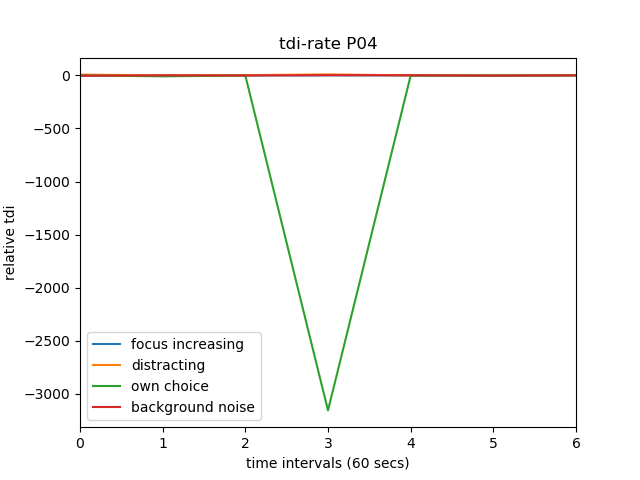 tdi-rate P04
0
−500
−1000
−1500
−2000
−2500
−3000
relative tdi
focus increasing
distracting
own choice
background noise
0 1 2 3 4 5 6
time intervals (60 secs)